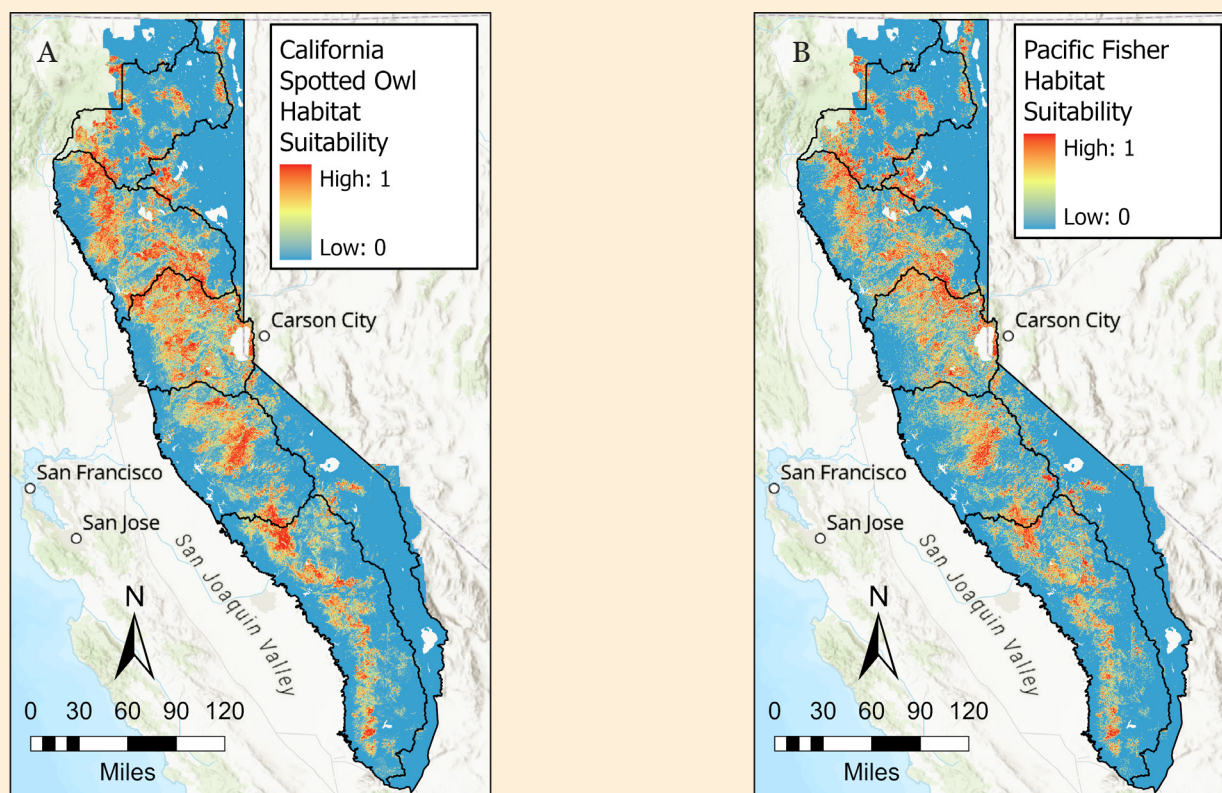 A
California
Spotted Owl
Habitat
Suitability
High: 1
Low: 0
Carson City
San Francisco
San Jose
San Joaquin Valley
N
0 30 60 90 120
Miles
B
Pacific Fisher
Habitat
Suitability
High: 1
Low: 0
Carson City
San Francisco
San Jose
San Joaquin Valley
N
0 30 60 90 120
Miles